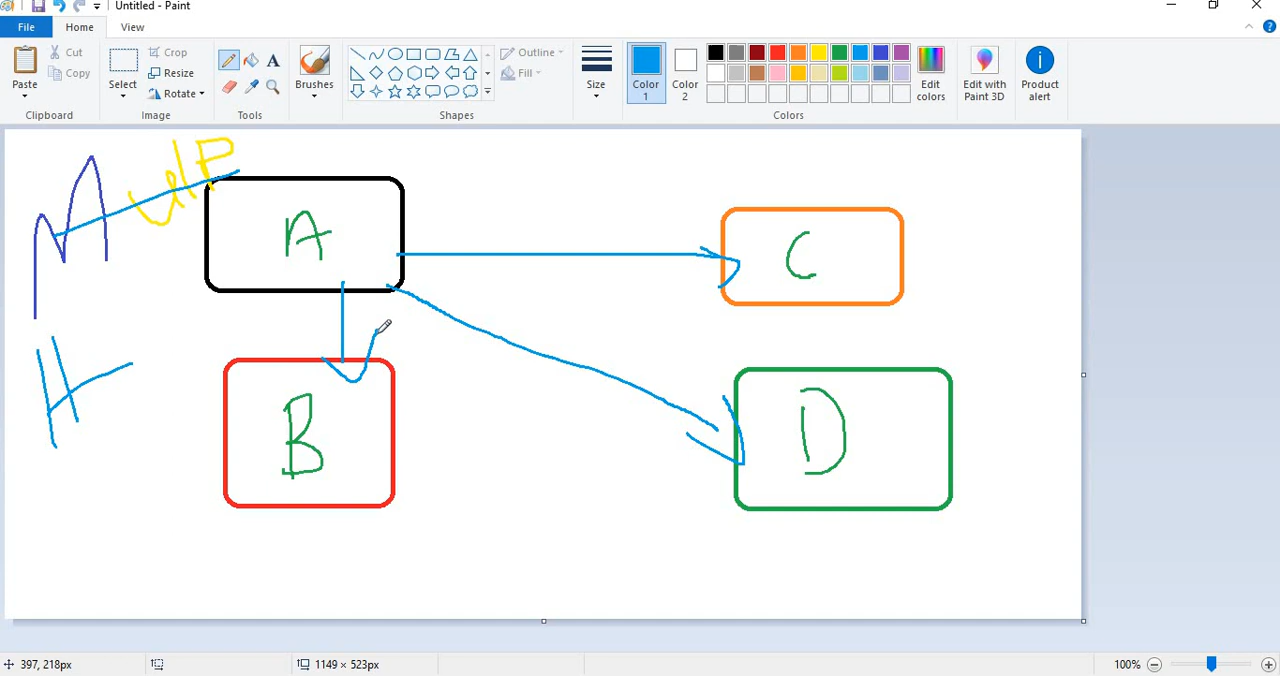 Untitled - Paint
File
Home
View
Paste
Cut
Copy
Clipboard
Select
Crop
Resize
Rotate
Image
Tools
Brushes
Shapes
Outline
Fill
Size
Color 1
Color 2
Edit colors
Colors
Edit with Paint 3D
Product alert
M
A
C
H
B
D
397, 218px
1149 × 523px
100%